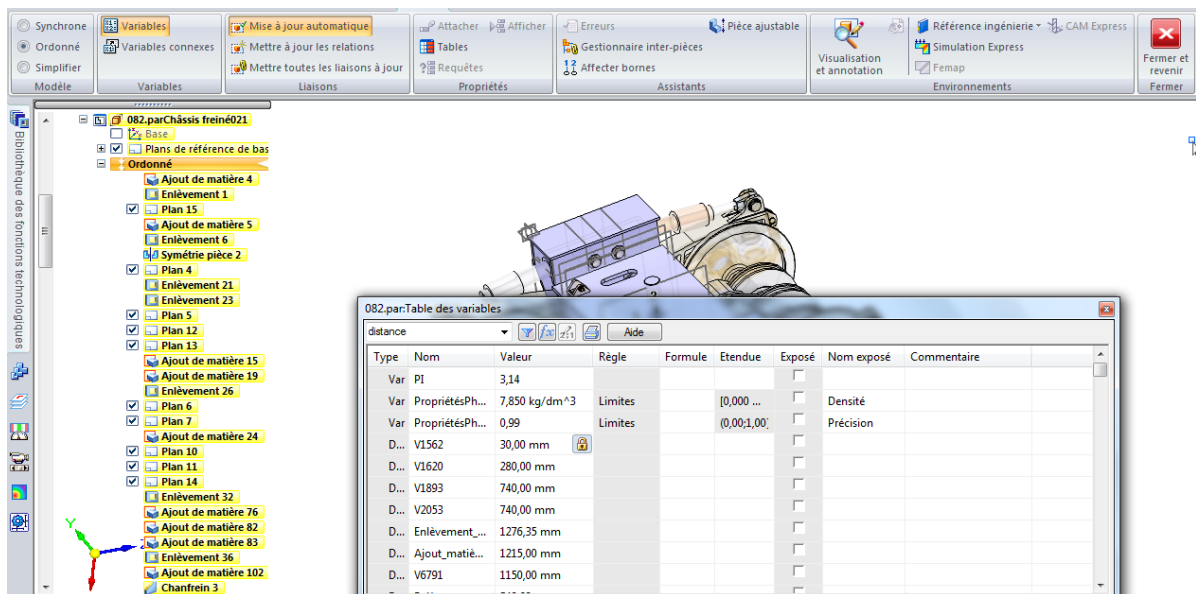 Synchrone Variables Mise à jour automatique Attacher Afficher Erreurs Pièce ajustable Référence ingénierie CAM Express
Ordonné Variables connexes Mettre à jour les relations Tables Gestionnaire inter-pièces Visualisation et annotation Simulation Express Fermer et revenir
Simplifier Mettre toutes les liaisons à jour Requêtes Affecter bornes Femap
Modèle Variables Liaisons Propriétés Assistants Environnements Fermer
Bibliothèque des fonctions technologiques
082.parChâssis freiné021
Base
Plans de référence de bas
Ordonné
Ajout de matière 4
Enlèvement 1
Plan 15
Ajout de matière 5
Enlèvement 6
Symétrie pièce 2
Plan 4
Enlèvement 21
Enlèvement 23
Plan 5
Plan 12
Plan 13
Ajout de matière 15
Ajout de matière 19
Enlèvement 26
Plan 6
Plan 7
Ajout de matière 24
Plan 10
Plan 11
Plan 14
Enlèvement 32
Ajout de matière 76
Ajout de matière 82
Ajout de matière 83
Enlèvement 36
Ajout de matière 102
Chanfrein 3
Y
082.par:Table des variables
distance Aide
Type Nom Valeur Règle Formule Etendue Exposé Nom exposé Commentaire
Var PI 3,14
Var PropriétésPh... 7,850 kg/dm^3 Limites [0,000 ... Densité
Var PropriétésPh... 0,99 Limites (0,00;1,00] Précision
D... V1562 30,00 mm
D... V1620 280,00 mm
D... V1893 740,00 mm
D... V2053 740,00 mm
D... Enlèvement_... 1276,35 mm
D... Ajout_matiè... 1215,00 mm
D... V6791 1150,00 mm